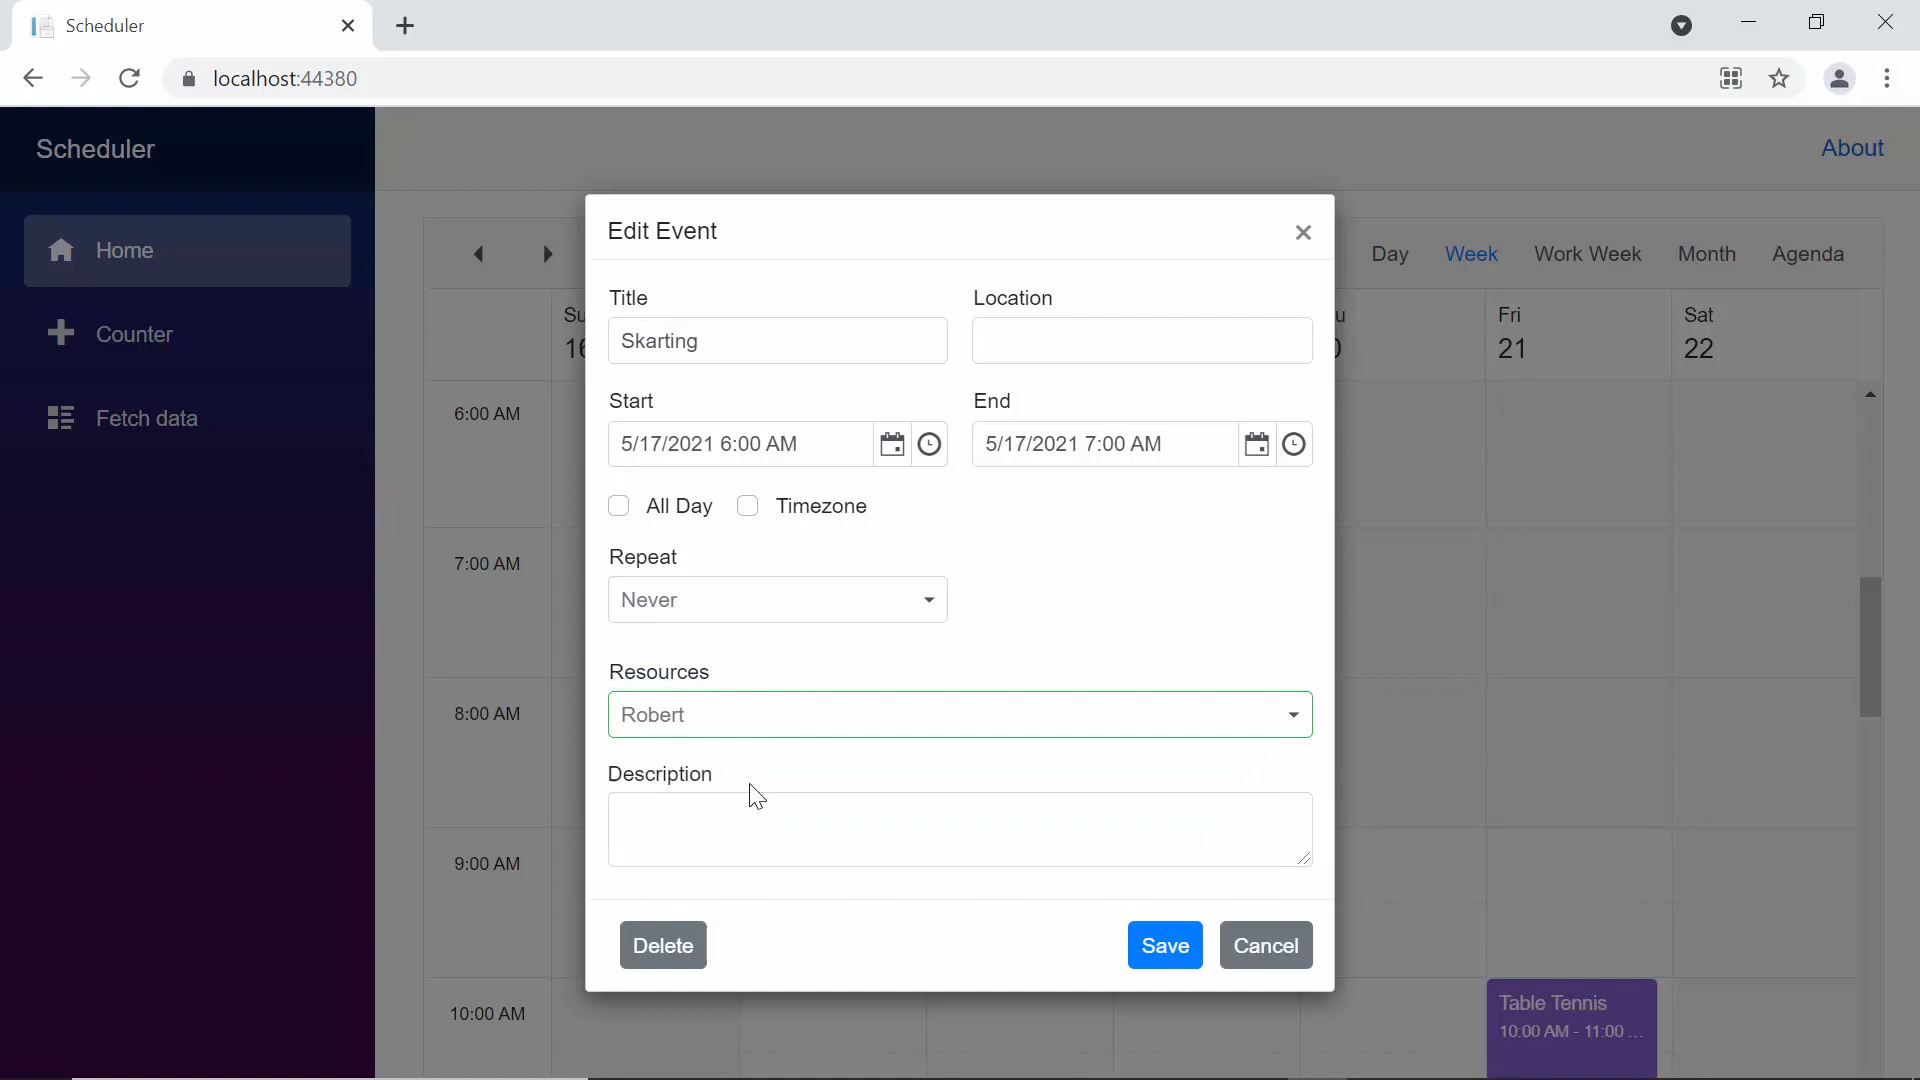 Scheduler
localhost:44380
Scheduler
About
Home
Counter
Fetch data
Day Week Work Week Month Agenda
Fri Sat
21 22
6:00 AM
7:00 AM
8:00 AM
9:00 AM
10:00 AM
Table Tennis
10:00 AM - 11:00 ...
Edit Event
Title Location
Skarting
Start End
5/17/2021 6:00 AM 5/17/2021 7:00 AM
All Day Timezone
Repeat
Never
Resources
Robert
Description
Delete Save Cancel